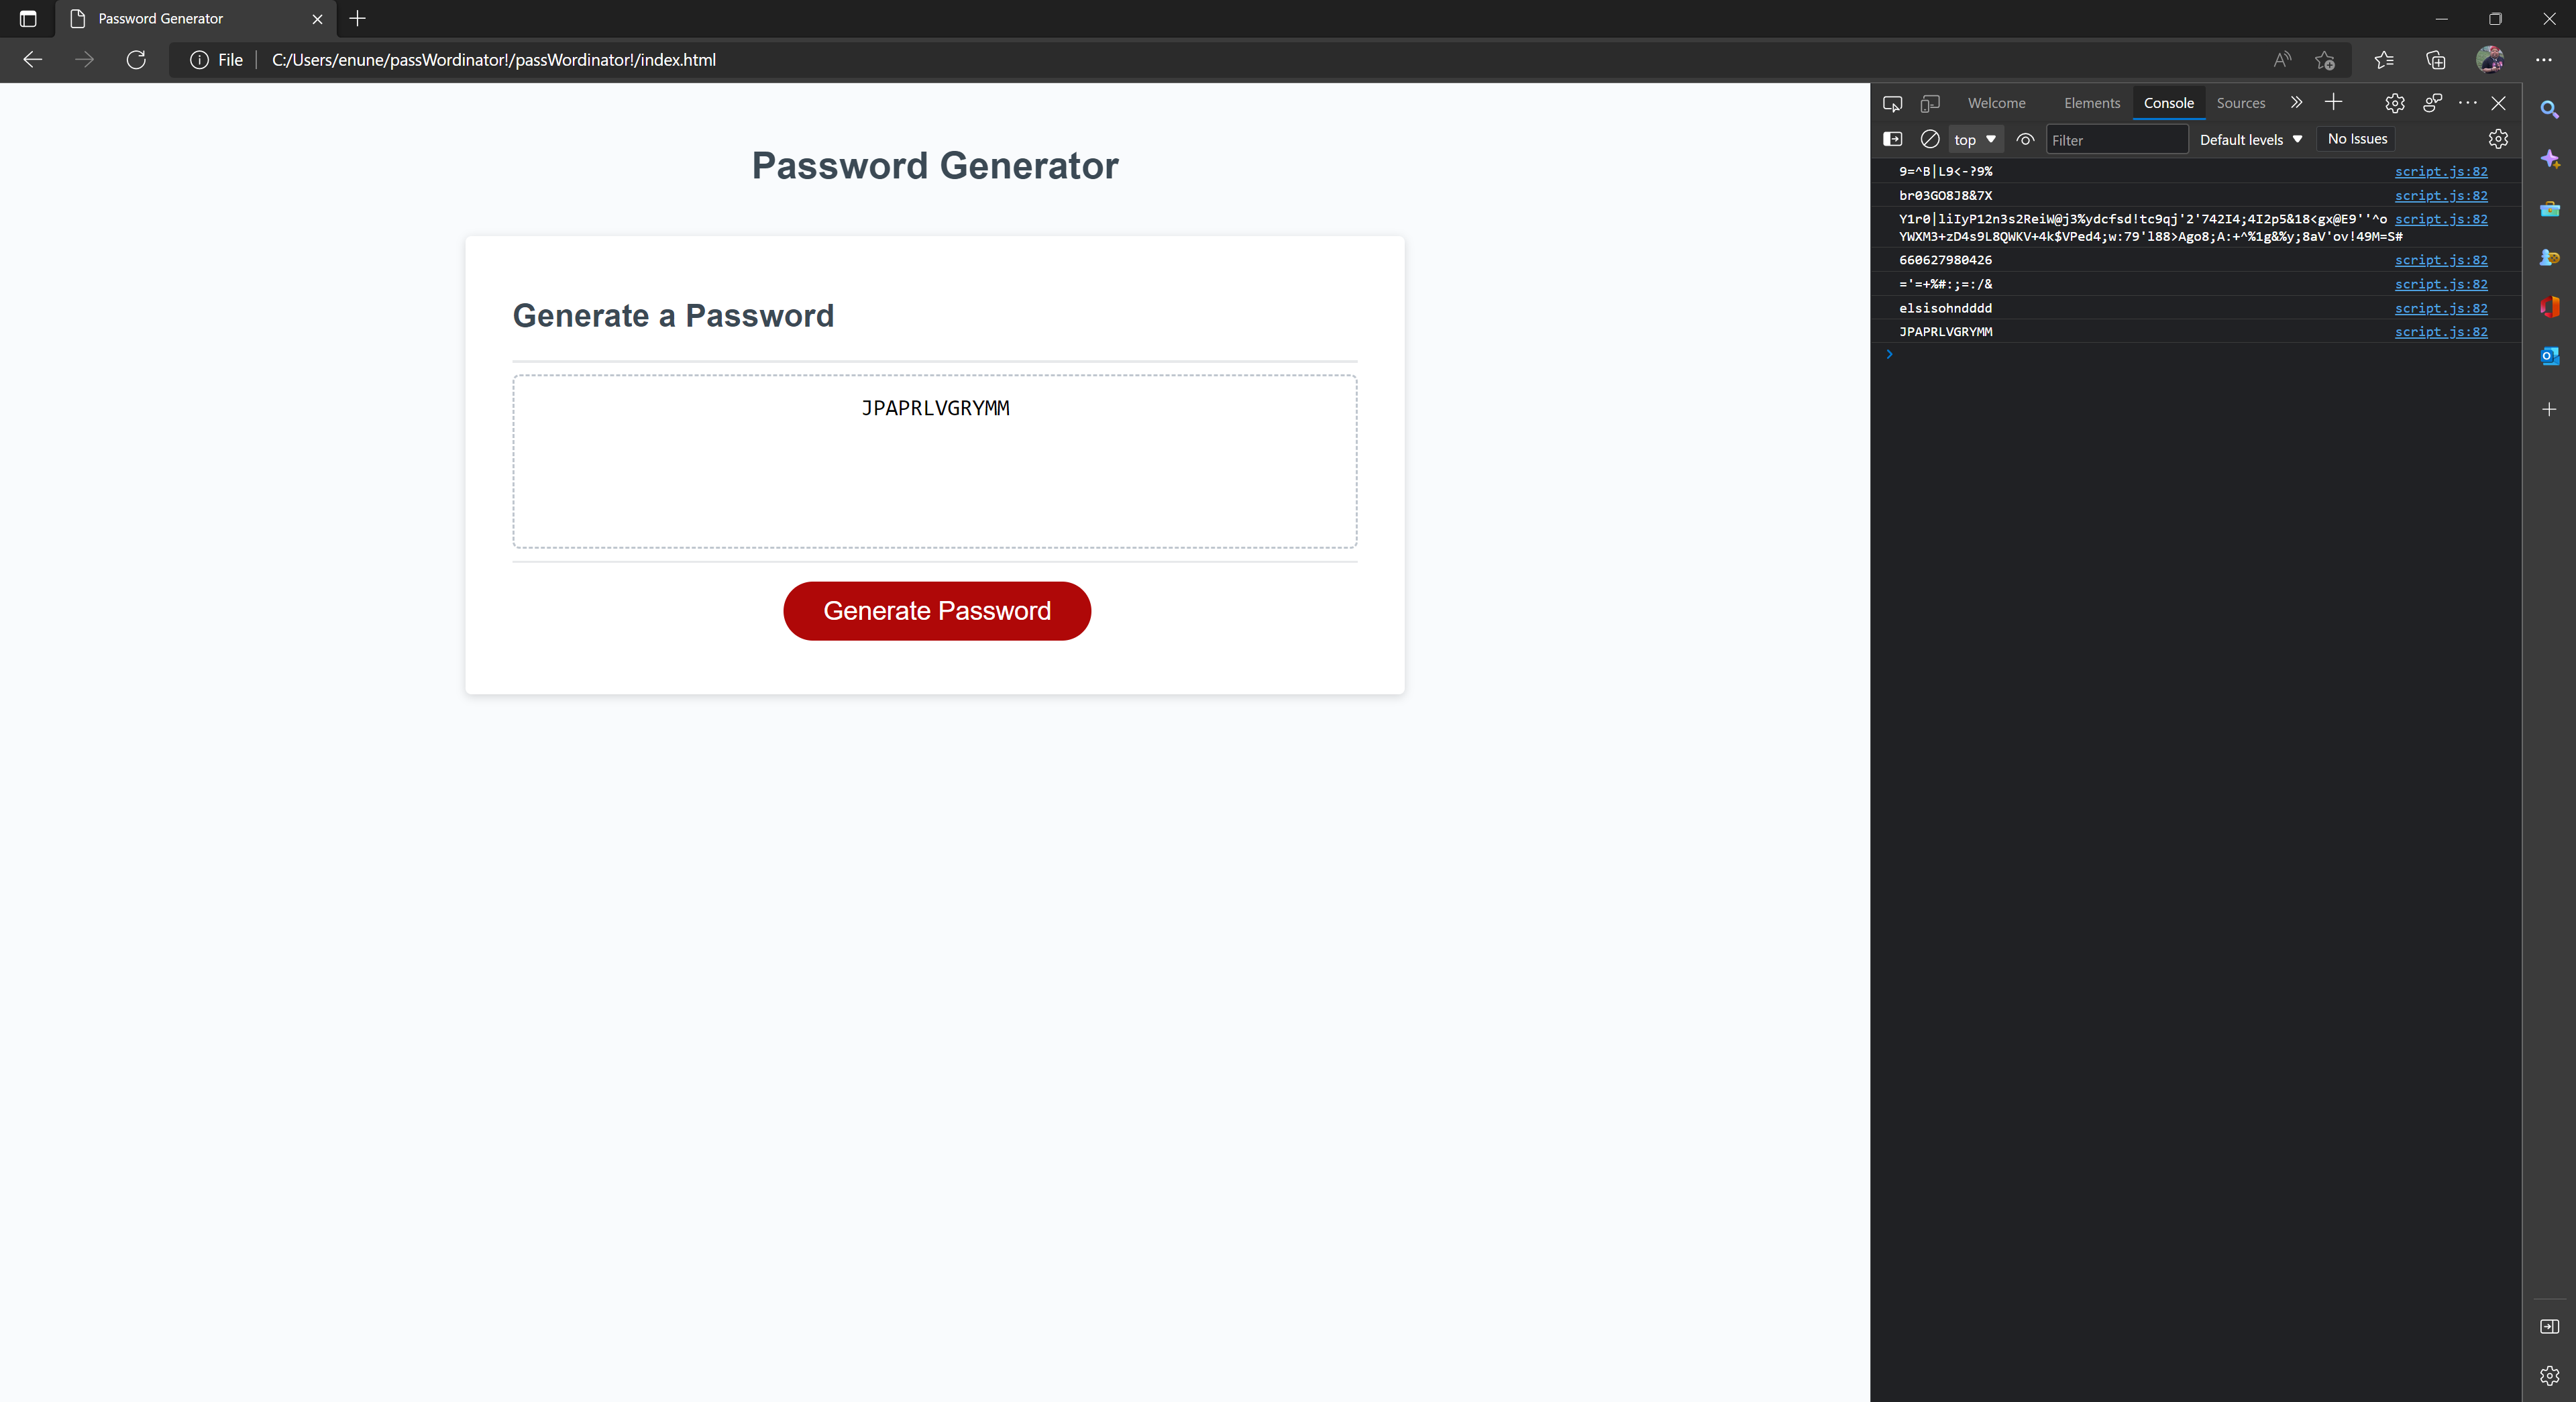 Password Generator
File
C:/Users/enune/passWordinator!/passWordinator!/index.html
Password Generator
Generate a Password
JPAPRLVGRYMM
Generate Password
Welcome
Elements
Console
Sources
top
Filter
Default levels
No Issues
9=^B|L9<-?9% script.js:82
br03GO8J8&7X script.js:82
Y1r0|liIyP12n3s2ReiW@j3%ydcfsd!tc9qj'2'742I4;4I2p5&18<gx@E9''^o script.js:82
YWXM3+zD4s9L8QWKV+4k$VPed4;w:79'l88>Ago8;A:+^%1g&%y;8aV'ov!49M=S#
660627980426 script.js:82
='=+%#:;=:/& script.js:82
elsisohndddd script.js:82
JPAPRLVGRYMM script.js:82